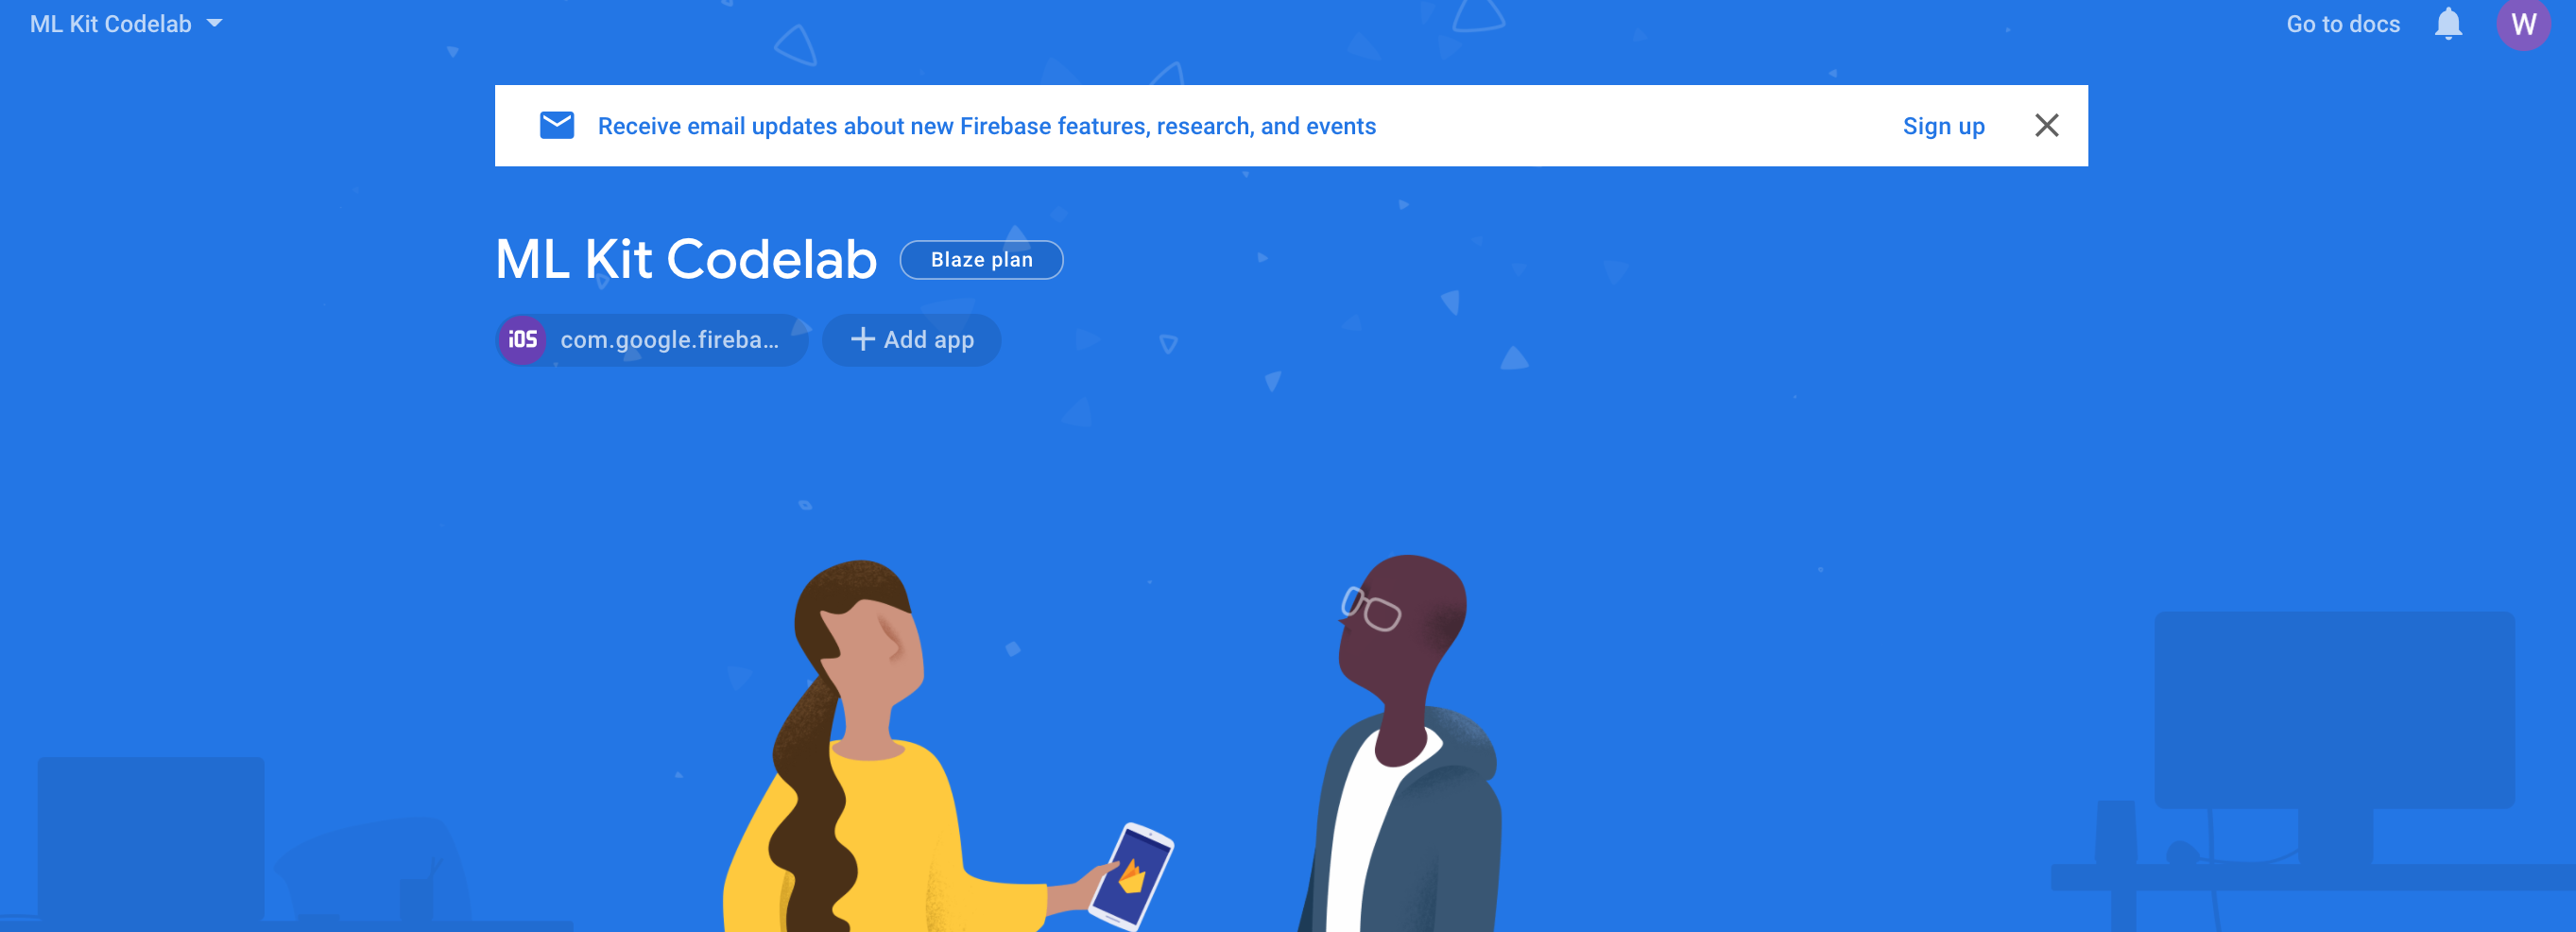 ML Kit Codelab
Go to docs
W
Receive email updates about new Firebase features, research, and events
Sign up
ML Kit Codelab
Blaze plan
iOS
com.google.fireba...
Add app